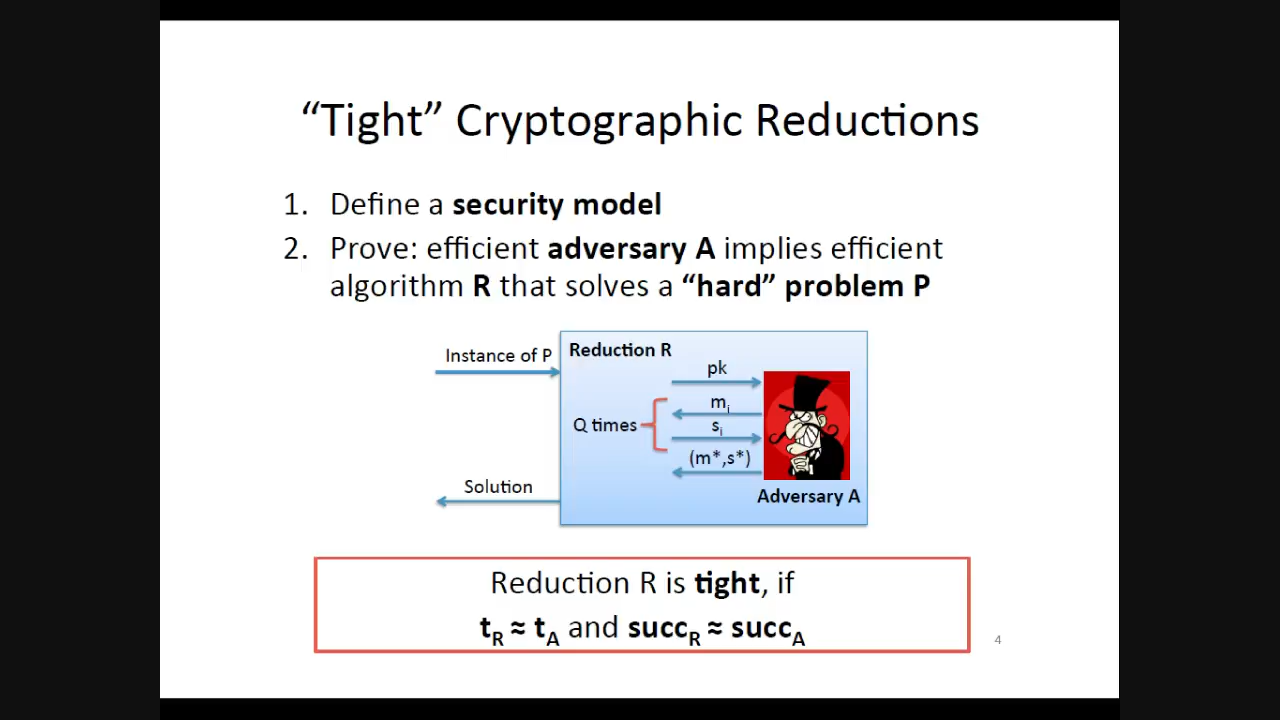 “Tight” Cryptographic Reductions
1. Define a security model
2. Prove: efficient adversary A implies efficient
algorithm R that solves a “hard” problem P
Instance of P
Reduction R
pk
mi
Q times
si
(m*,s*)
Solution
Adversary A
Reduction R is tight, if
tR ≈ tA and succR ≈ succA
4